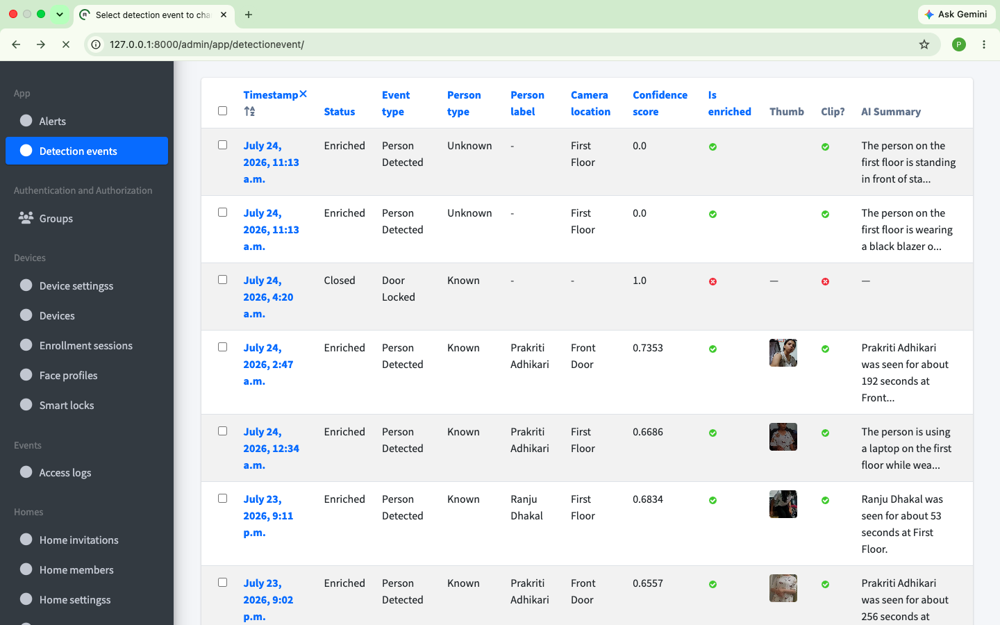 Select detection event to cha
Ask Gemini
127.0.0.1:8000/admin/app/detectionevent/
P
App
Alerts
Detection events
Authentication and Authorization
Groups
Devices
Device settingss
Devices
Enrollment sessions
Face profiles
Smart locks
Events
Access logs
Homes
Home invitations
Home members
Home settingss
Timestamp Status Event type Person type Person label Camera location Confidence score Is enriched Thumb Clip? AI Summary
July 24, 2026, 11:13 a.m. Enriched Person Detected Unknown - First Floor 0.0 The person on the first floor is standing in front of sta...
July 24, 2026, 11:13 a.m. Enriched Person Detected Unknown - First Floor 0.0 The person on the first floor is wearing a black blazer o...
July 24, 2026, 4:20 a.m. Closed Door Locked Known - - 1.0 — —
July 24, 2026, 2:47 a.m. Enriched Person Detected Known Prakriti Adhikari Front Door 0.7353 Prakriti Adhikari was seen for about 192 seconds at Front...
July 24, 2026, 12:34 a.m. Enriched Person Detected Known Prakriti Adhikari First Floor 0.6686 The person is using a laptop on the first floor while wea...
July 23, 2026, 9:11 p.m. Enriched Person Detected Known Ranju Dhakal First Floor 0.6834 Ranju Dhakal was seen for about 53 seconds at First Floor.
July 23, 2026, 9:02 p.m. Enriched Person Detected Known Prakriti Adhikari Front Door 0.6557 Prakriti Adhikari was seen for about 256 seconds at